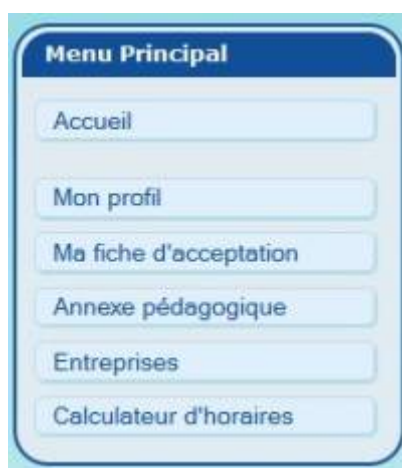 Menu Principal
Accueil
Mon profil
Ma fiche d'acceptation
Annexe pédagogique
Entreprises
Calculateur d'horaires